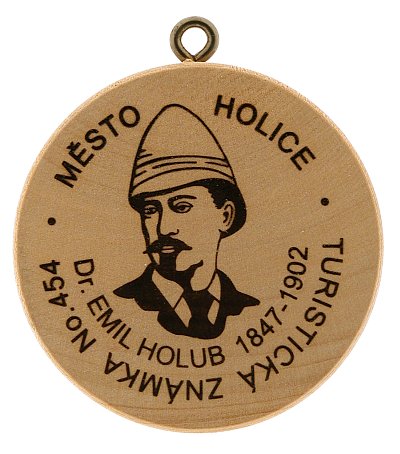 MĚSTO HOLICE
Dr. EMIL HOLUB 1847-1902
• TURISTICKÁ ZNÁMKA No.454 •